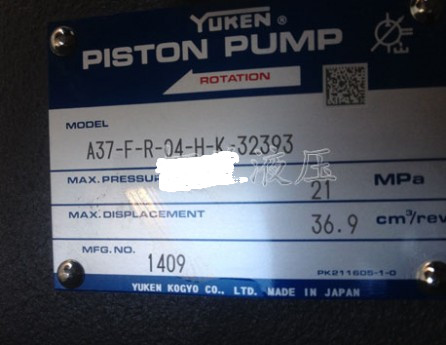 YUKEN®
PISTON PUMP
ROTATION
MODEL
A37-F-R-04-H-K-32393
MAX. PRESSU
液压
21 MPa
MAX. DISPLACEMENT 36.9 cm³/rev
MFG. NO. 1409
PK211605-1-0
YUKEN KOGYO CO., LTD. MADE IN JAPAN